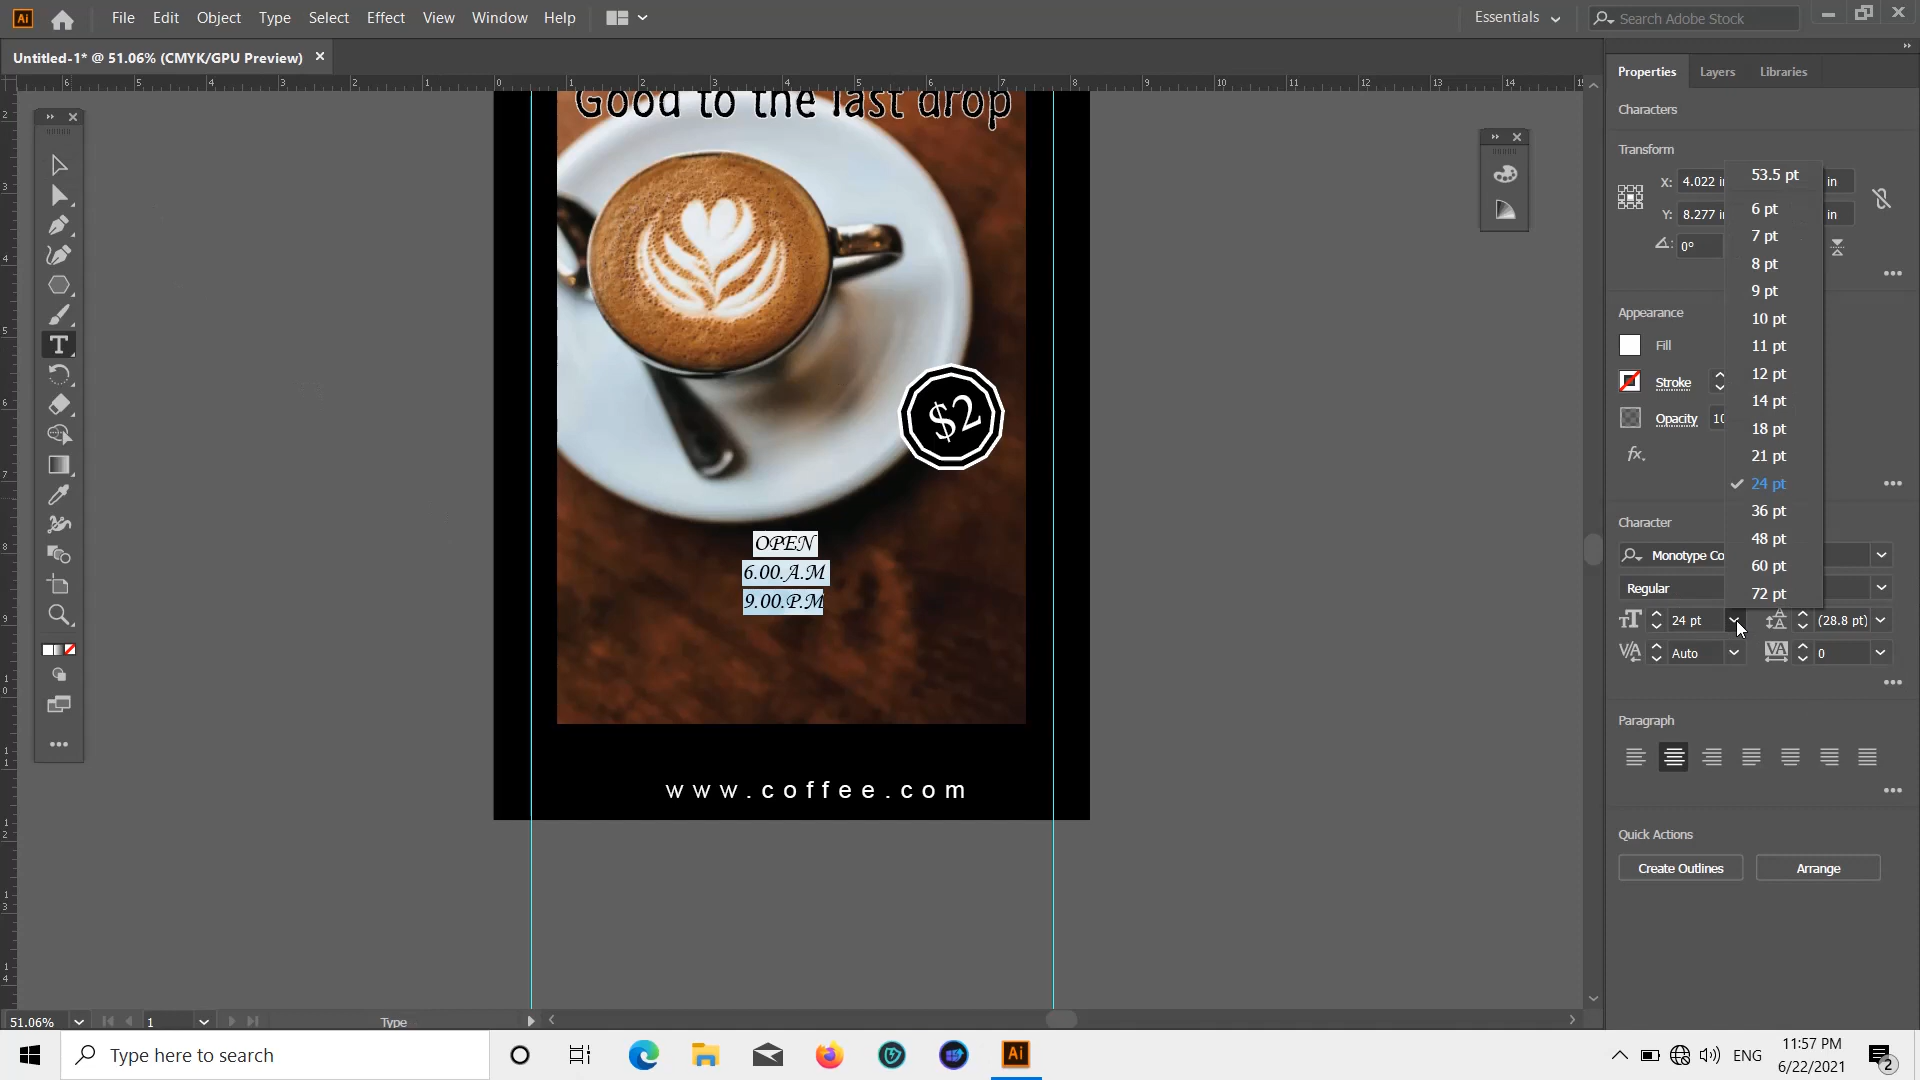 Ai File Edit Object Type Select Effect View Window Help Essentials Search Adobe Stock
Untitled-1* @ 51.06% (CMYK/GPU Preview)
Properties Layers Libraries
Characters
Transform
X: 4.022 in in
Y: 8.277 in in
0°
53.5 pt
6 pt
7 pt
8 pt
9 pt
10 pt
11 pt
12 pt
14 pt
18 pt
21 pt
24 pt
36 pt
48 pt
60 pt
72 pt
Appearance
Fill
Stroke
Opacity 10
fx.
Character
Monotype Co
Regular
24 pt (28.8 pt)
Auto 0
Paragraph
Quick Actions
Create Outlines Arrange
Good to the last drop
$2
OPEN
6.00.A.M
9.00.P.M
www.coffee.com
51.06% 1 Type
Type here to search
Ai
ENG
11:57 PM
6/22/2021
2